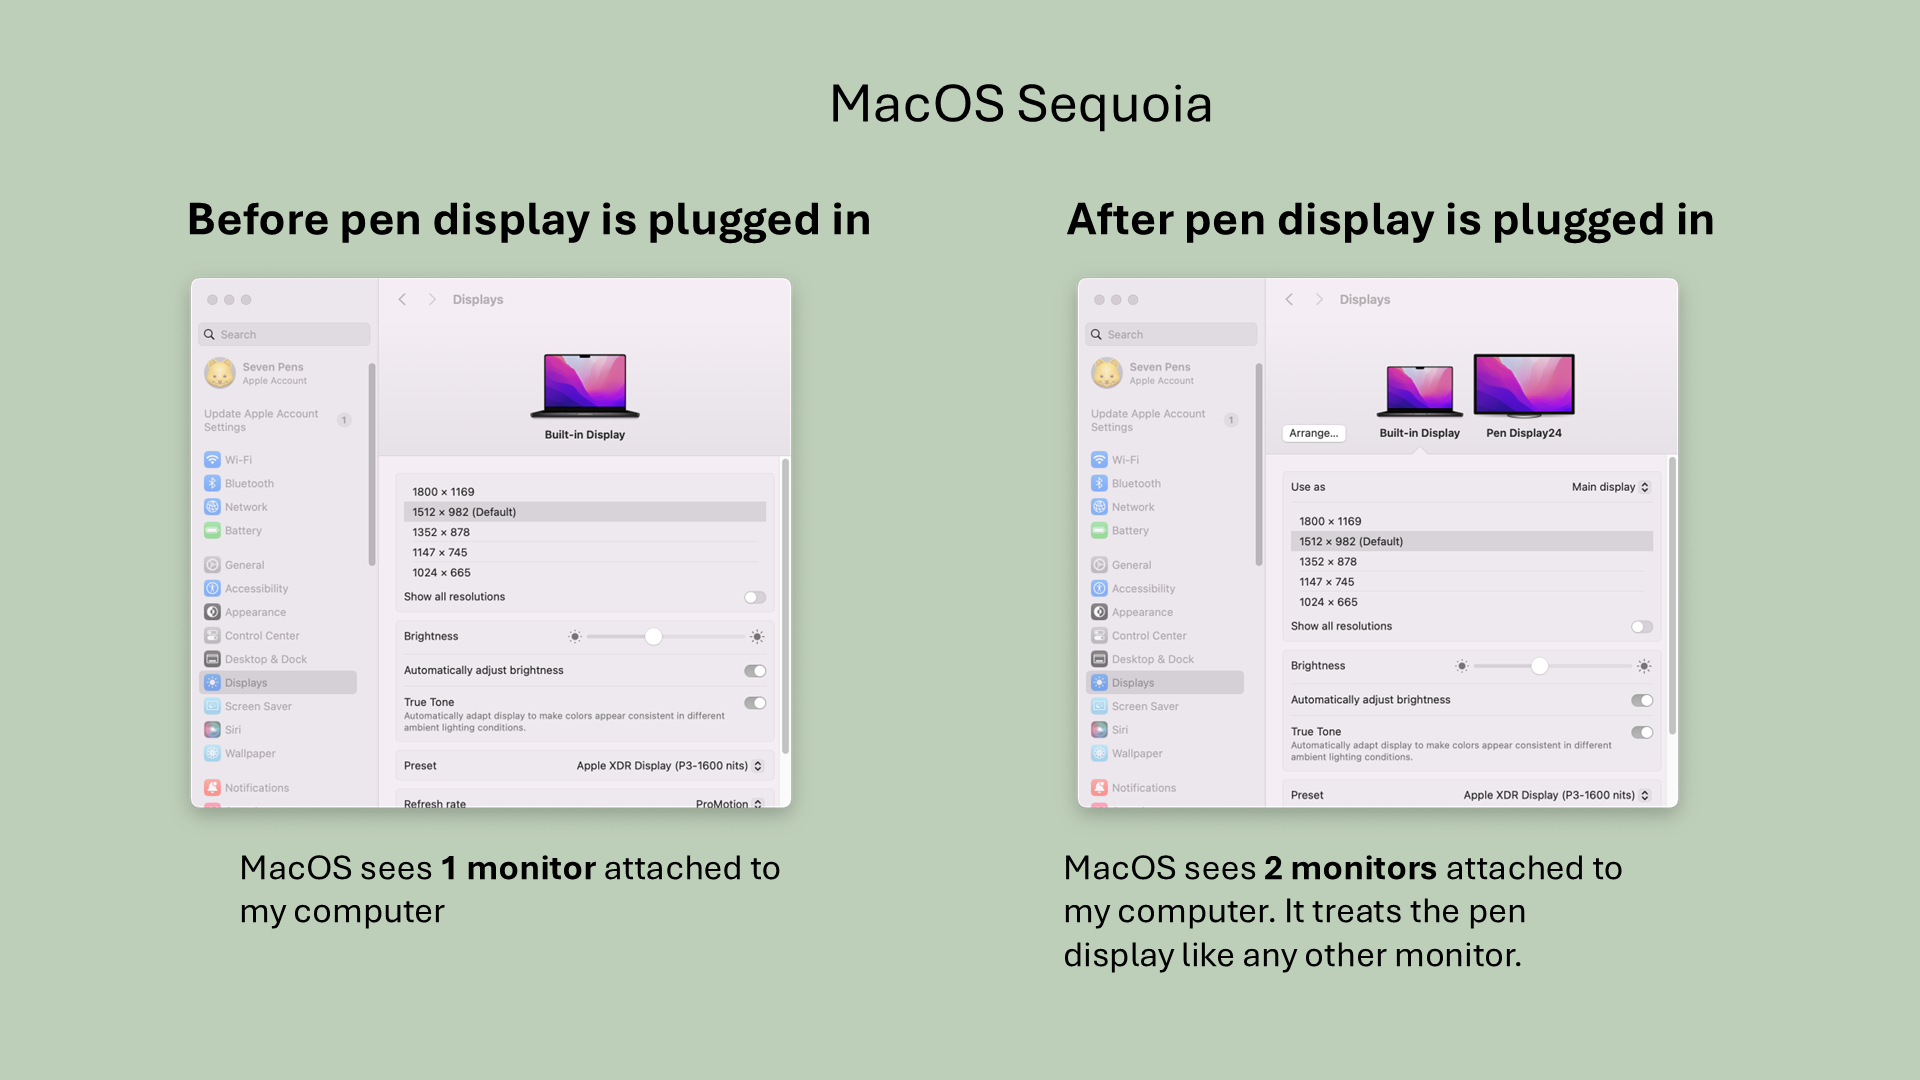 MacOS Sequoia
Before pen display is plugged in
Displays
Search
Seven Pens
Apple Account
Update Apple Account
Settings
1
Wi-Fi
Bluetooth
Network
Battery
General
Accessibility
Appearance
Control Center
Desktop & Dock
Displays
Screen Saver
Siri
Wallpaper
Notifications
Built-in Display
1800 × 1169
1512 × 982 (Default)
1352 × 878
1147 × 745
1024 × 665
Show all resolutions
Brightness
Automatically adjust brightness
True Tone
Automatically adapt display to make colors appear consistent in different
ambient lighting conditions.
Preset Apple XDR Display (P3-1600 nits)
Refresh rate ProMotion
MacOS sees 1 monitor attached to
my computer
After pen display is plugged in
Displays
Search
Seven Pens
Apple Account
Update Apple Account
Settings
1
Wi-Fi
Bluetooth
Network
Battery
General
Accessibility
Appearance
Control Center
Desktop & Dock
Displays
Screen Saver
Siri
Wallpaper
Notifications
Arrange...
Built-in Display
Pen Display24
Use as Main display
1800 × 1169
1512 × 982 (Default)
1352 × 878
1147 × 745
1024 × 665
Show all resolutions
Brightness
Automatically adjust brightness
True Tone
Automatically adapt display to make colors appear consistent in different
ambient lighting conditions.
Preset Apple XDR Display (P3-1600 nits)
MacOS sees 2 monitors attached to
my computer. It treats the pen
display like any other monitor.